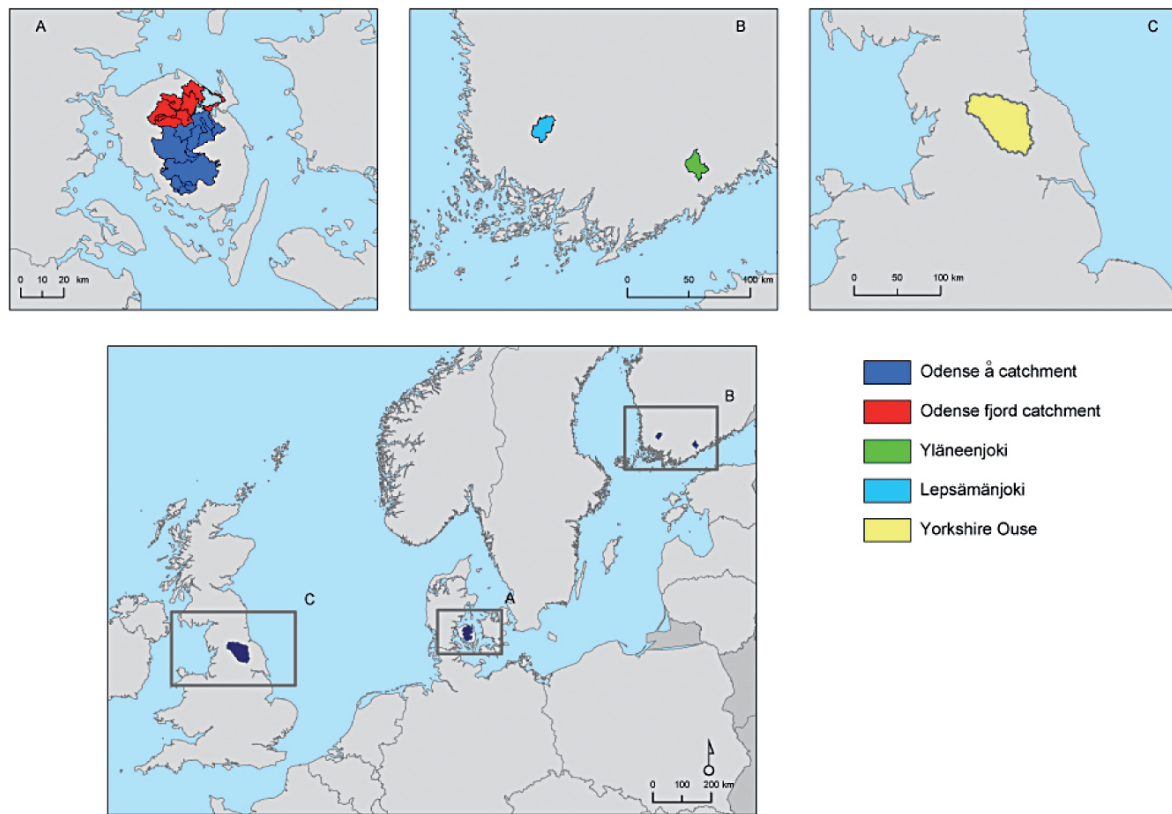 A
0 10 20 km
B
0 50 100 km
C
0 50 100 km
B
C
A
0 100 200 km
Odense å catchment
Odense fjord catchment
Yläneenjoki
Lepsämänjoki
Yorkshire Ouse